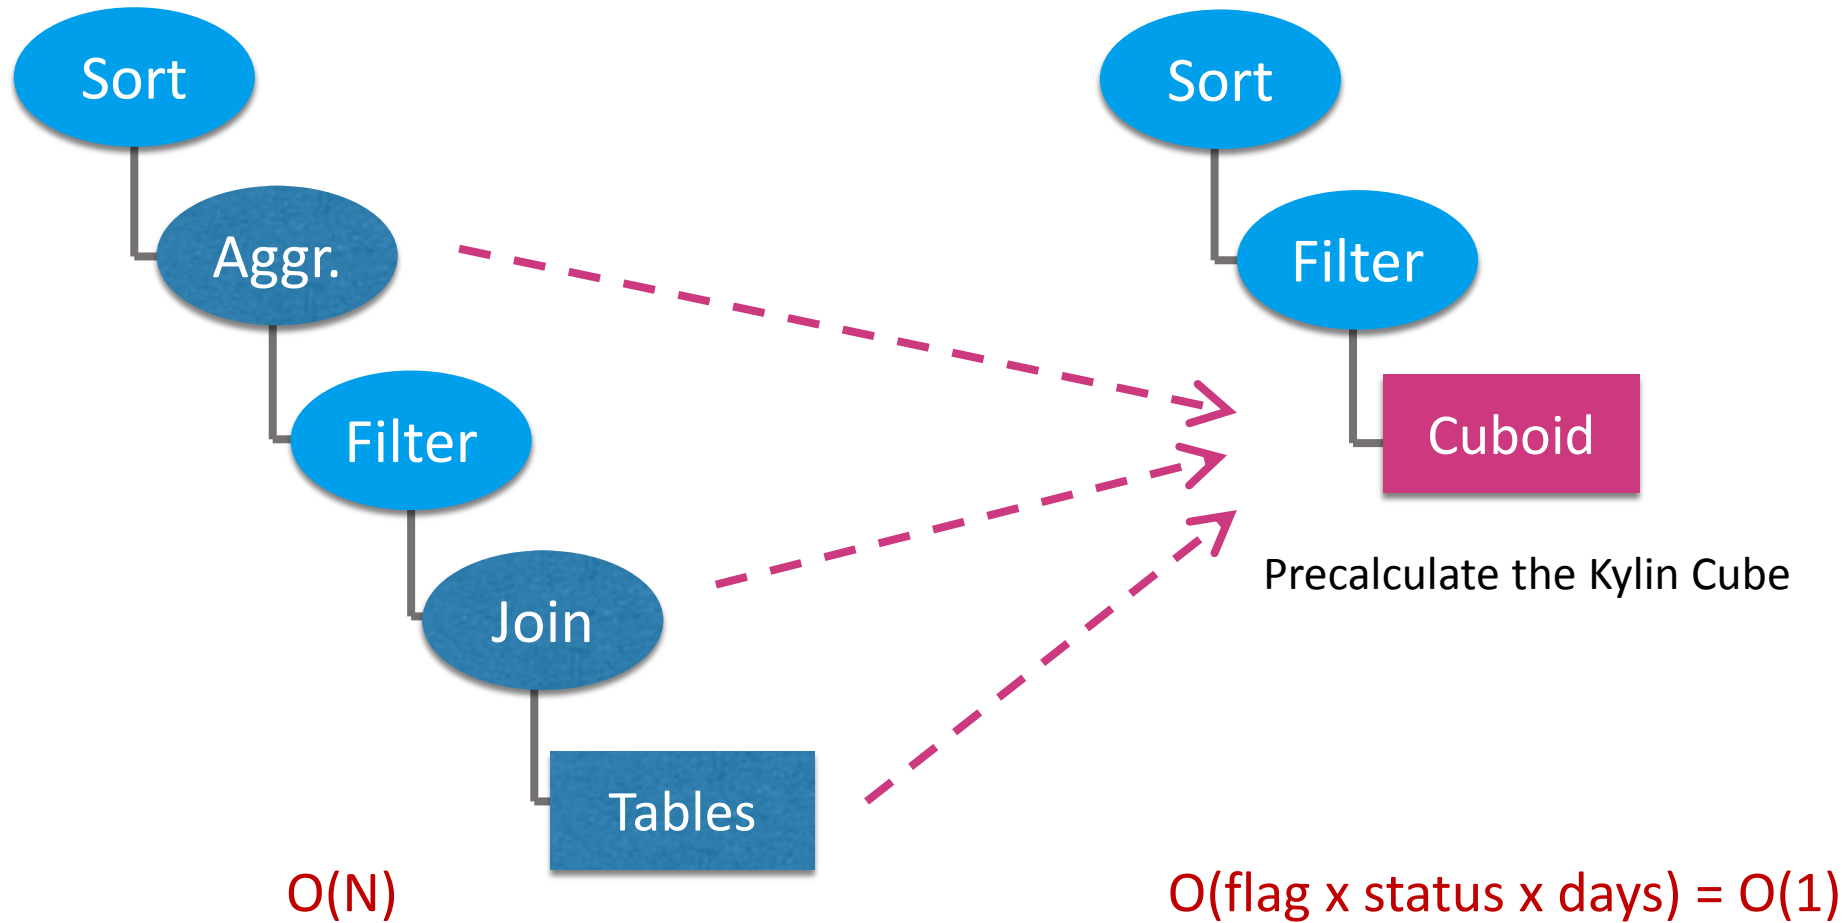 Sort
Aggr.
Filter
Join
Tables
O(N)
Sort
Filter
Cuboid
Precalculate the Kylin Cube
O(flag x status x days) = O(1)